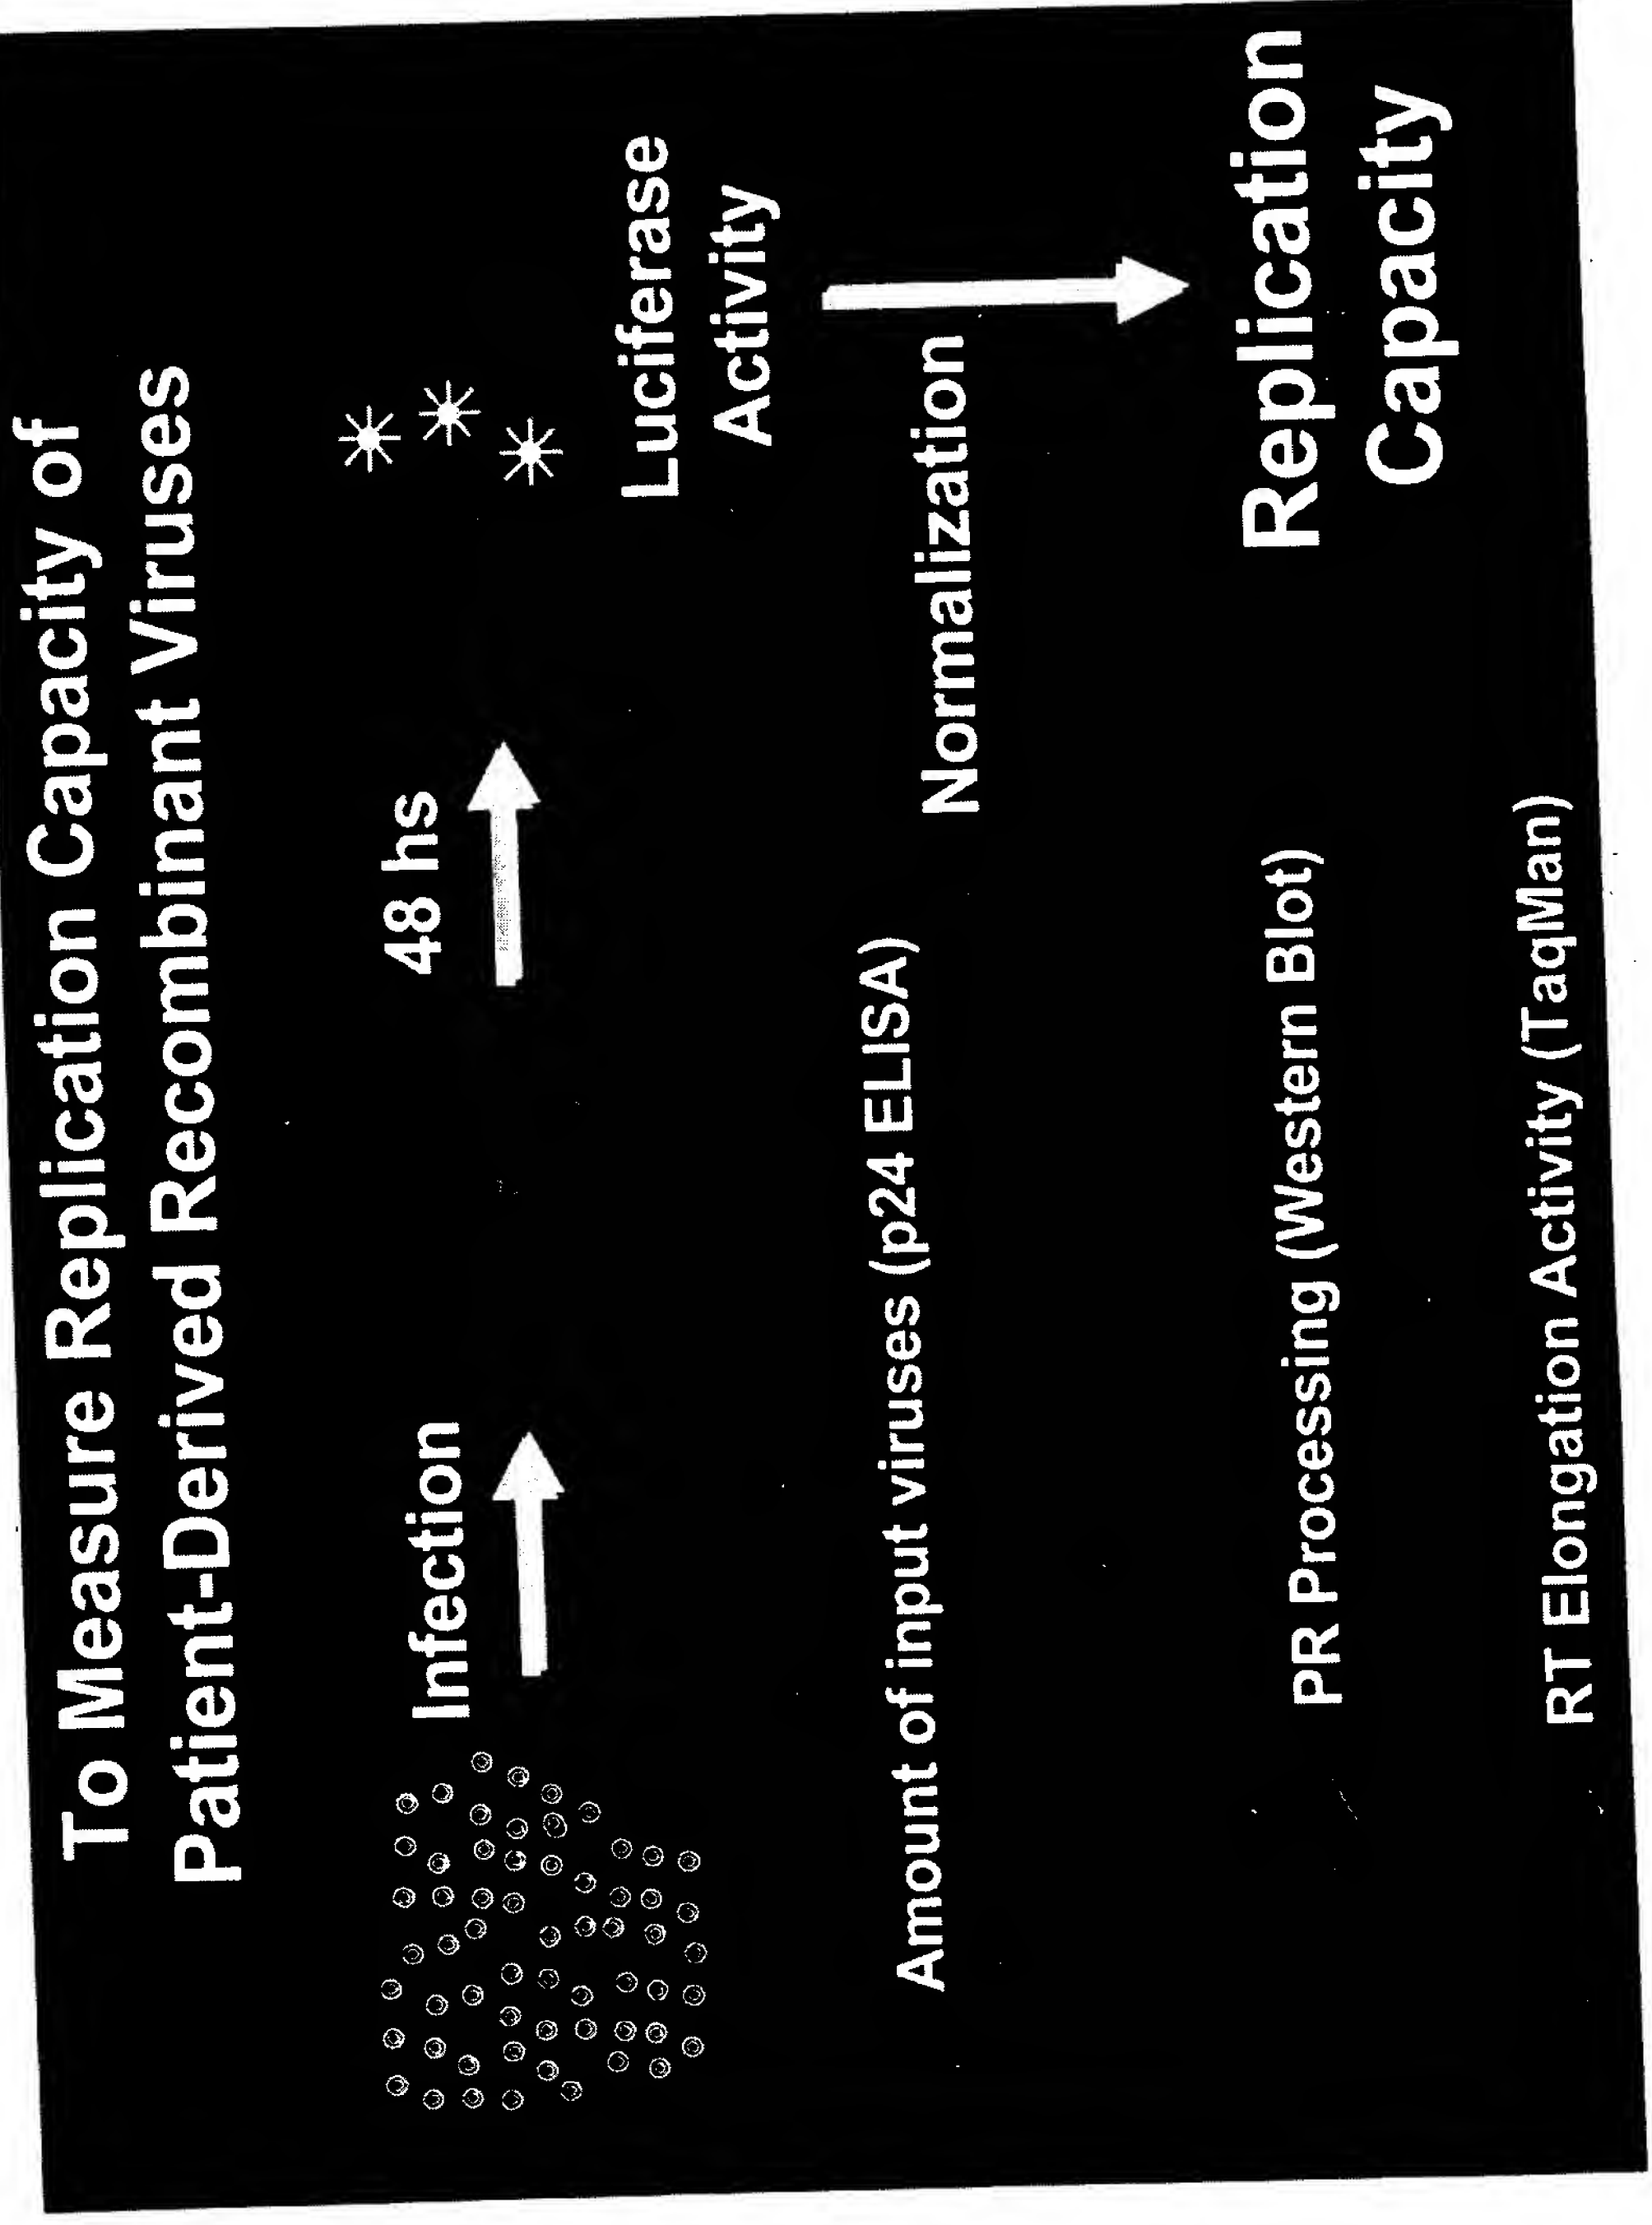 To Measure Replication Capacity of
Patient-Derived Recombinant Viruses
Infection
48 hs
Luciferase
Activity
Amount of input viruses (p24 ELISA)
Normalization
PR Processing (Western Blot)
Replication
Capacity
RT Elongation Activity (TaqMan)